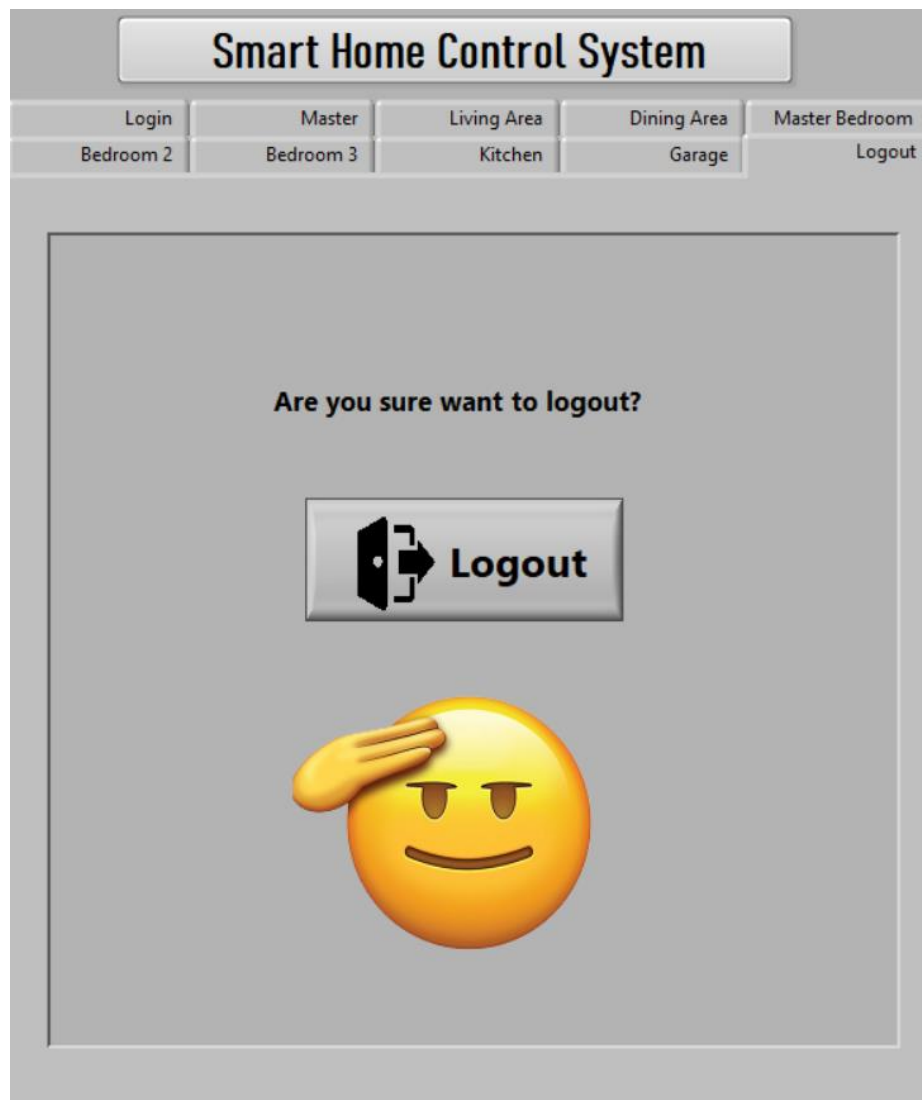 Smart Home Control System
Login Master Living Area Dining Area Master Bedroom
Bedroom 2 Bedroom 3 Kitchen Garage Logout
Are you sure want to logout?
Logout